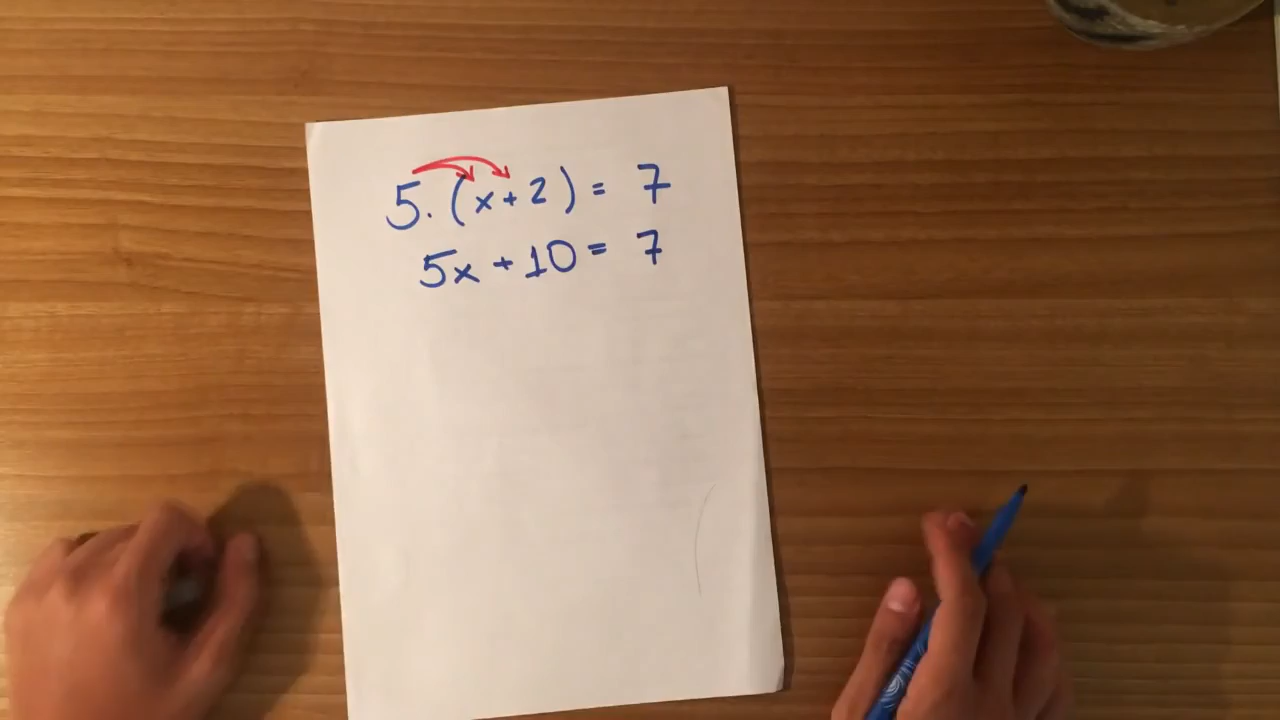 5. (x+2) = 7
5x + 10 = 7